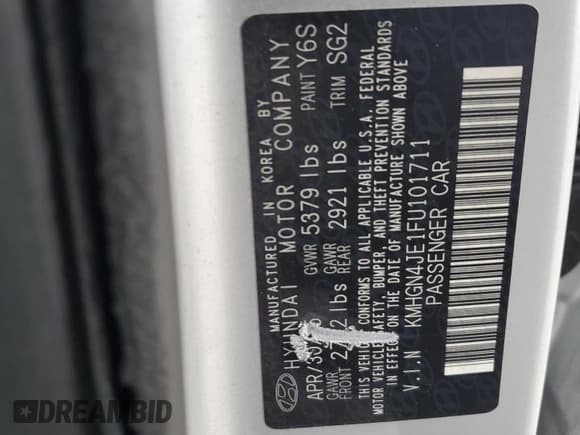 MANUFACTURED IN KOREA BY
HYUNDAI MOTOR COMPANY
GVWR 5379 lbs PAINT Y6S
GAWR FRONT lbs GAWR REAR 2921 lbs TRIM SG2
THIS VEHICLE CONFORMS TO ALL APPLICABLE U.S.A. FEDERAL
MOTOR VEHICLE SAFETY, BUMPER, AND THEFT PREVENTION STANDARDS
IN EFFECT ON THE DATE OF MANUFACTURE SHOWN ABOVE
V.I.N KMHGN4JE1FU101711
PASSENGER CAR
DREAMBID